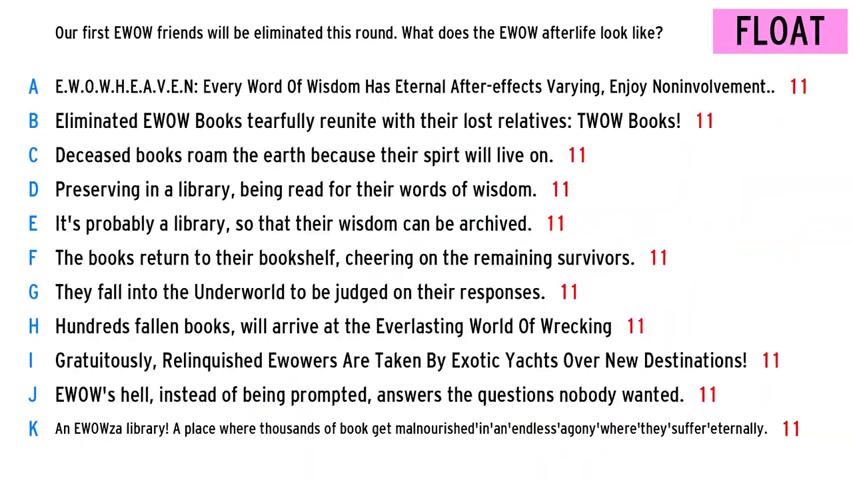 Our first EWOW friends will be eliminated this round. What does the EWOW afterlife look like?
FLOAT
A E.W.O.W.H.E.A.V.E.N: Every Word Of Wisdom Has Eternal After-effects Varying, Enjoy Noninvolvement.. 11
B Eliminated EWOW Books tearfully reunite with their lost relatives: TWOW Books! 11
C Deceased books roam the earth because their spirt will live on. 11
D Preserving in a library, being read for their words of wisdom. 11
E It's probably a library, so that their wisdom can be archived. 11
F The books return to their bookshelf, cheering on the remaining survivors. 11
G They fall into the Underworld to be judged on their responses. 11
H Hundreds fallen books, will arrive at the Everlasting World Of Wrecking 11
I Gratuitously, Relinquished Ewowers Are Taken By Exotic Yachts Over New Destinations! 11
J EWOW's hell, instead of being prompted, answers the questions nobody wanted. 11
K An EWOWza library! A place where thousands of book get malnourished'in'an'endless'agony'where'they'suffer'eternally. 11